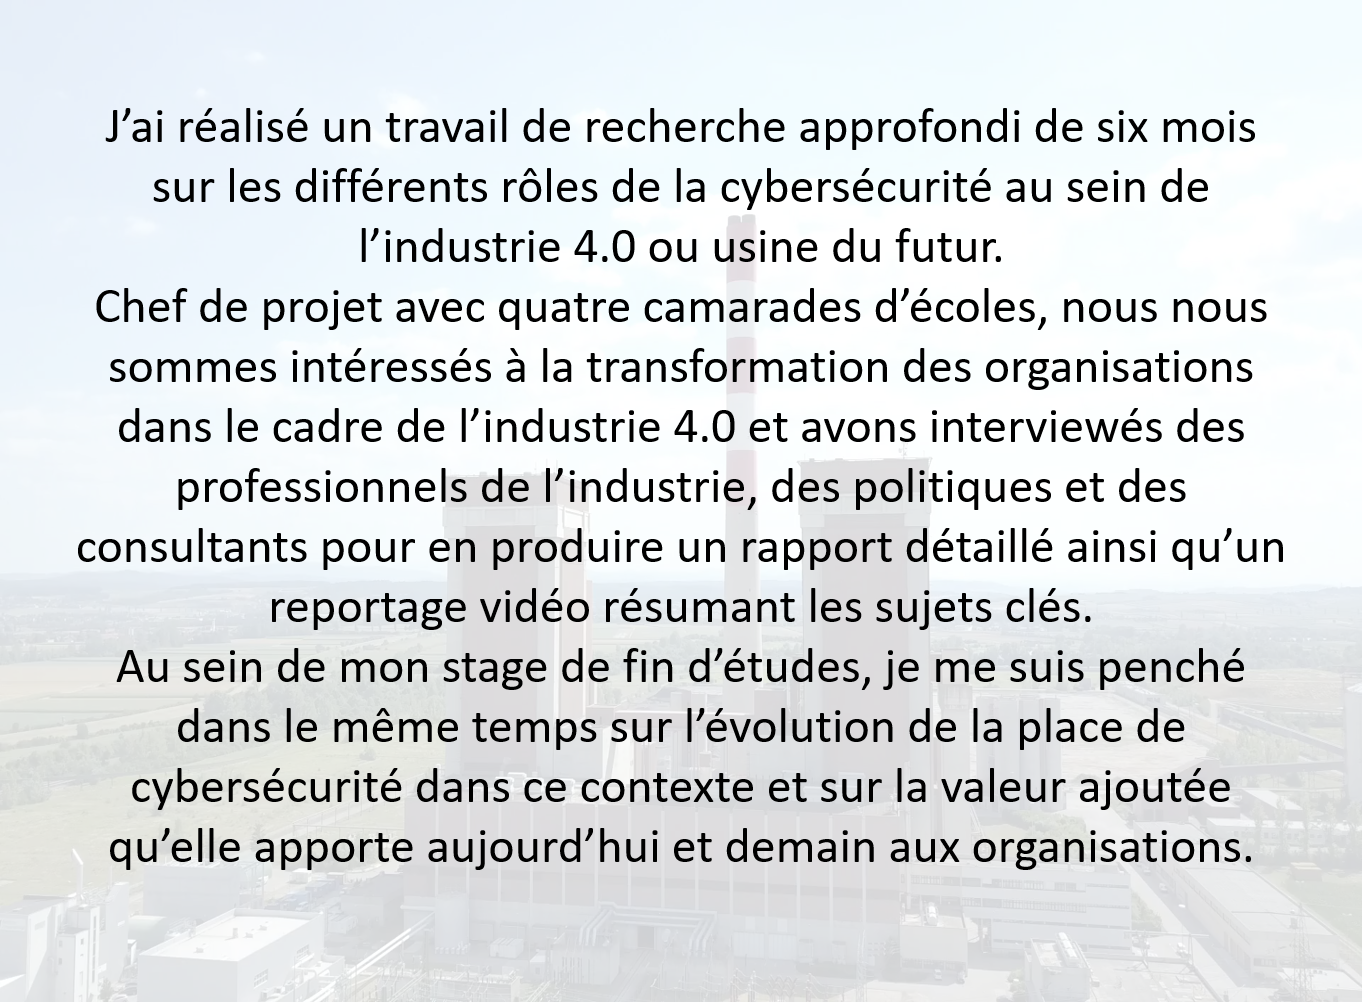 J’ai réalisé un travail de recherche approfondi de six mois
sur les différents rôles de la cybersécurité au sein de
l’industrie 4.0 ou usine du futur.
Chef de projet avec quatre camarades d’écoles, nous nous
sommes intéressés à la transformation des organisations
dans le cadre de l’industrie 4.0 et avons interviewés des
professionnels de l’industrie, des politiques et des
consultants pour en produire un rapport détaillé ainsi qu’un
reportage vidéo résumant les sujets clés.
Au sein de mon stage de fin d’études, je me suis penché
dans le même temps sur l’évolution de la place de
cybersécurité dans ce contexte et sur la valeur ajoutée
qu’elle apporte aujourd’hui et demain aux organisations.